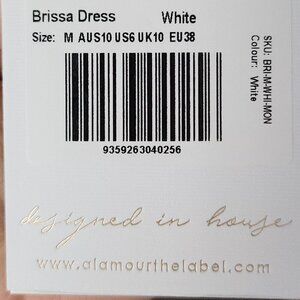 Brissa Dress White
Size: M AUS10 US6 UK10 EU38
9359263040256
SKU: BRI-M-WHI-MON
Colour: White
designed in house
www.alamourthelabel.com